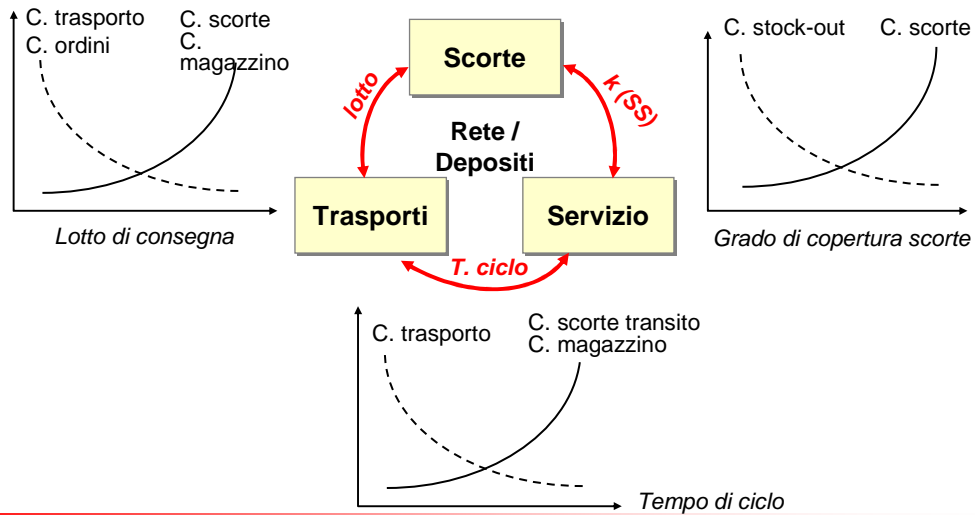 C. trasporto
C. ordini
C. scorte
C.
magazzino
Lotto di consegna
Scorte
lotto
k (SS)
Rete /
Depositi
Trasporti
Servizio
T. ciclo
C. stock-out
C. scorte
Grado di copertura scorte
C. trasporto
C. scorte transito
C. magazzino
Tempo di ciclo